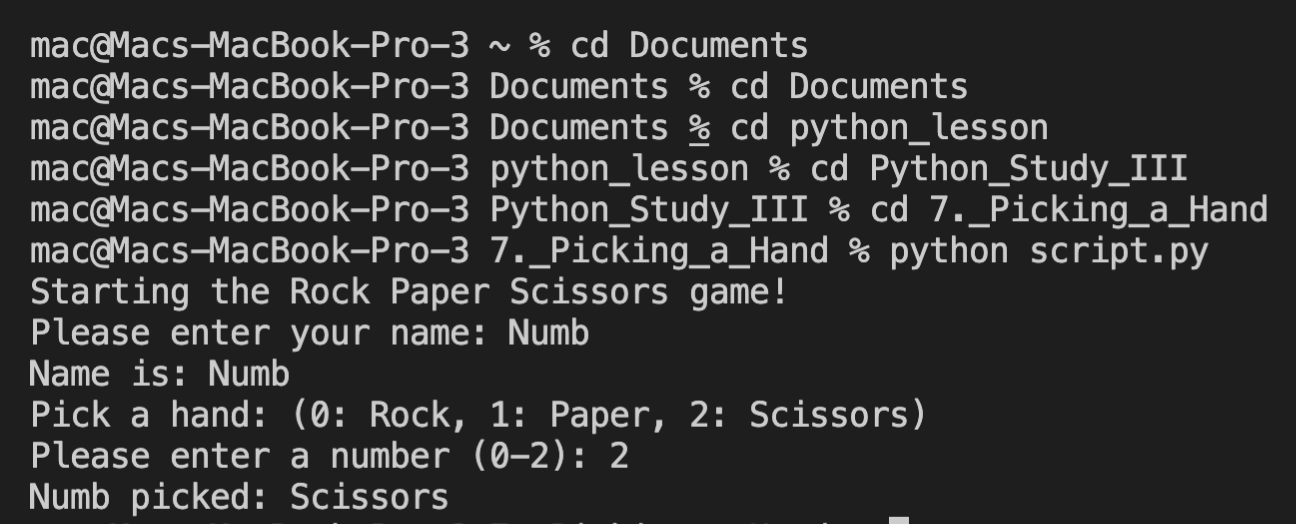 mac@Macs-MacBook-Pro-3 ~ % cd Documents
mac@Macs-MacBook-Pro-3 Documents % cd Documents
mac@Macs-MacBook-Pro-3 Documents % cd python_lesson
mac@Macs-MacBook-Pro-3 python_lesson % cd Python_Study_III
mac@Macs-MacBook-Pro-3 Python_Study_III % cd 7._Picking_a_Hand
mac@Macs-MacBook-Pro-3 7._Picking_a_Hand % python script.py
Starting the Rock Paper Scissors game!
Please enter your name: Numb
Name is: Numb
Pick a hand: (0: Rock, 1: Paper, 2: Scissors)
Please enter a number (0-2): 2
Numb picked: Scissors